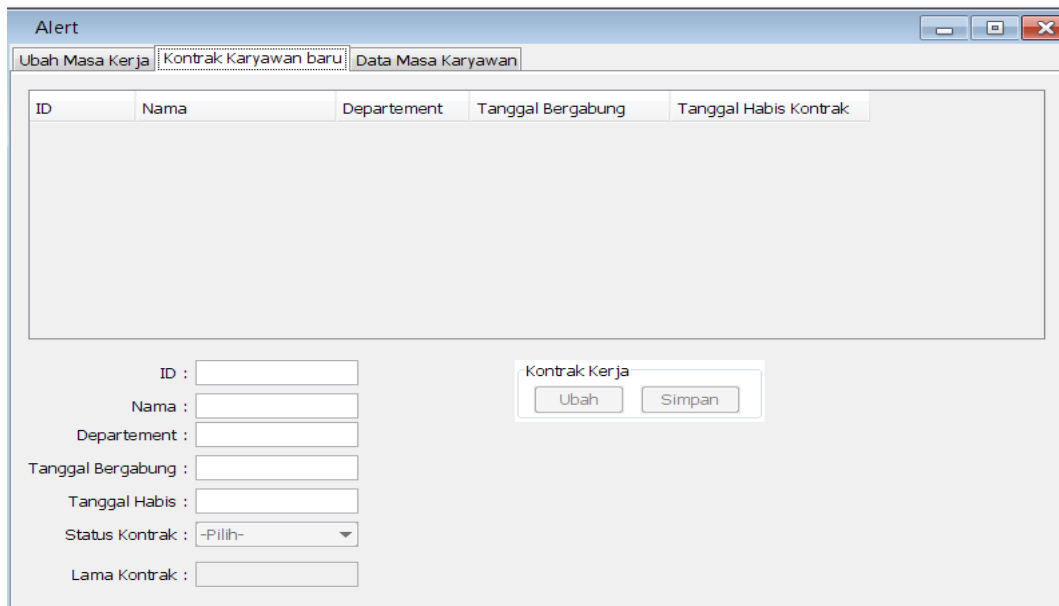 Alert
Ubah Masa Kerja Kontrak Karyawan baru Data Masa Karyawan
ID Nama Departement Tanggal Bergabung Tanggal Habis Kontrak
ID :
Kontrak Kerja
Ubah Simpan
Nama :
Departement :
Tanggal Bergabung :
Tanggal Habis :
Status Kontrak : -Pilih-
Lama Kontrak :